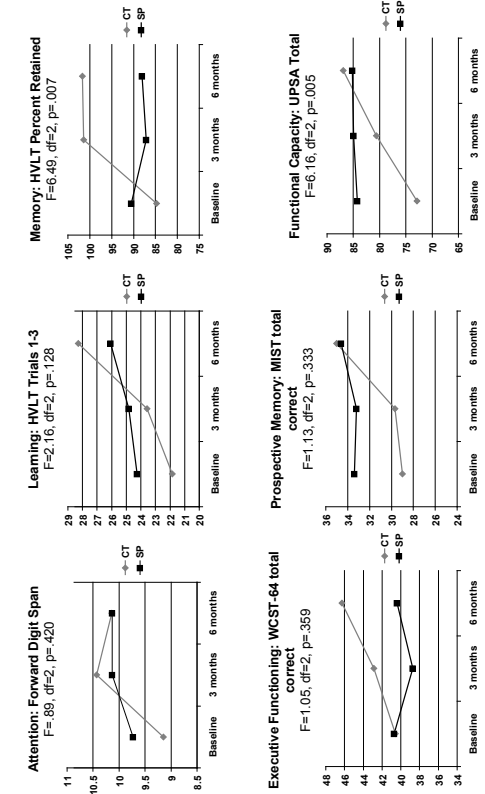 Attention: Forward Digit Span
F=.89, df=2, p=.420
11
10.5
10
9.5
9
8.5
Baseline 3 months 6 months
CT
SP
Learning: HVLT Trials 1-3
F=2.16, df=2, p=.128
29
28
27
26
25
24
23
22
21
20
Baseline 3 months 6 months
CT
SP
Memory: HVLT Percent Retained
F=6.49, df=2, p=.007
105
100
95
90
85
80
75
Baseline 3 months 6 months
CT
SP
Executive Functioning: WCST-64 total
correct
F=1.05, df=2, p=.359
48
46
44
42
40
38
36
34
Baseline 3 months 6 months
CT
SP
Prospective Memory: MIST total
correct
F=1.13, df=2, p=.333
36
34
32
30
28
26
24
Baseline 3 months 6 months
CT
SP
Functional Capacity: UPSA Total
F=6.16, df=2, p=.005
90
85
80
75
70
65
Baseline 3 months 6 months
CT
SP